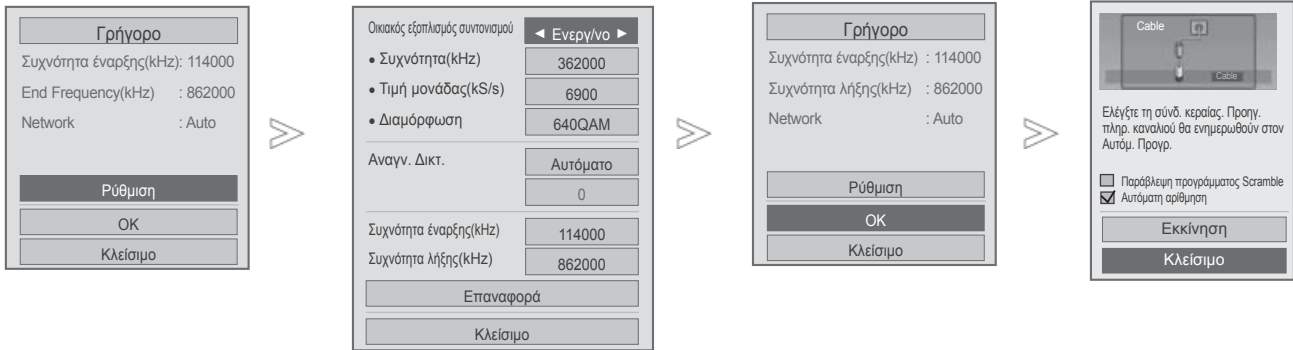 Γρήγορο
Συχνότητα έναρξης(kHz): 114000
End Frequency(kHz) : 862000
Network : Auto
Ρύθμιση
OK
Κλείσιμο
Οικιακός εξοπλισμός συντονισμού ◄ Ενεργ/νο ►
• Συχνότητα(kHz) 362000
• Τιμή μονάδας(kS/s) 6900
• Διαμόρφωση 640QAM
Αναγν. Δικτ. Αυτόματο
0
Συχνότητα έναρξης(kHz) 114000
Συχνότητα λήξης(kHz) 862000
Επαναφορά
Κλείσιμο
Γρήγορο
Συχνότητα έναρξης(kHz) : 114000
Συχνότητα λήξης(kHz) : 862000
Network : Auto
Ρύθμιση
OK
Κλείσιμο
Cable
Cable
Ελέγξτε τη σύνδ. κεραίας. Προηγ.
πληρ. καναλιού θα ενημερωθούν στον
Αυτόμ. Προγρ.
Παράβλεψη προγράμματος Scramble
Αυτόματη αρίθμηση
Εκκίνηση
Κλείσιμο